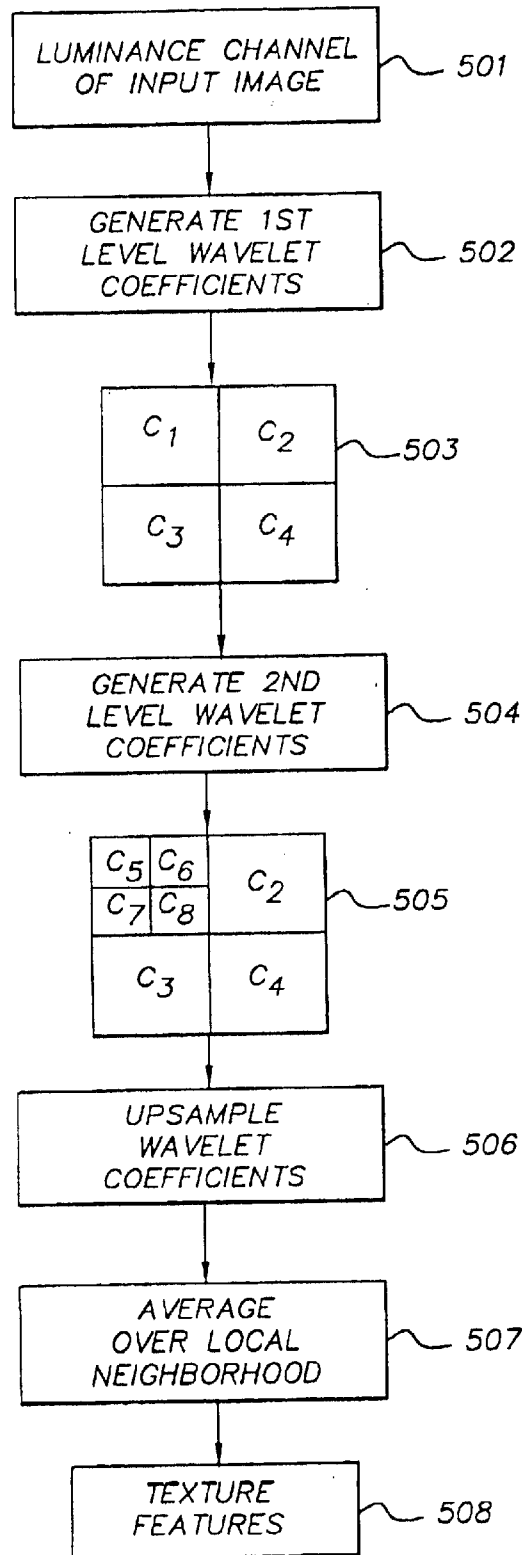 LUMINANCE CHANNEL
OF INPUT IMAGE
501
GENERATE 1ST
LEVEL WAVELET
COEFFICIENTS
502
C1 C2
C3 C4
503
GENERATE 2ND
LEVEL WAVELET
COEFFICIENTS
504
C5 C6
C7 C8
C2
C3 C4
505
UPSAMPLE
WAVELET
COEFFICIENTS
506
AVERAGE
OVER LOCAL
NEIGHBORHOOD
507
TEXTURE
FEATURES
508